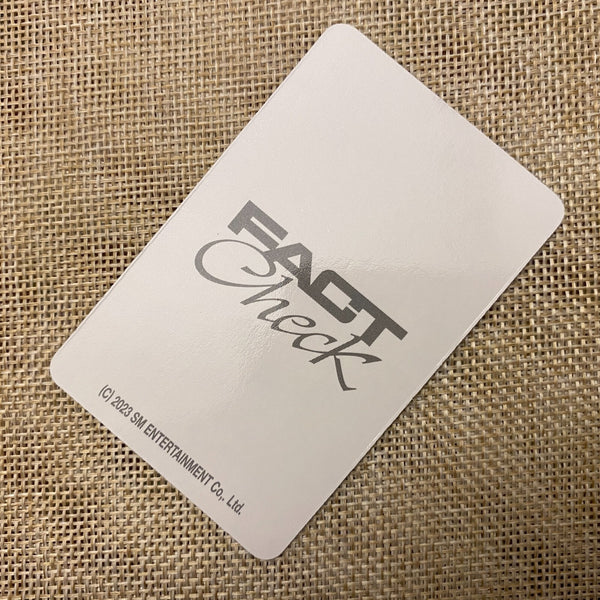 FACT
Check
(C) 2023 SM ENTERTAINMENT Co,. Ltd.